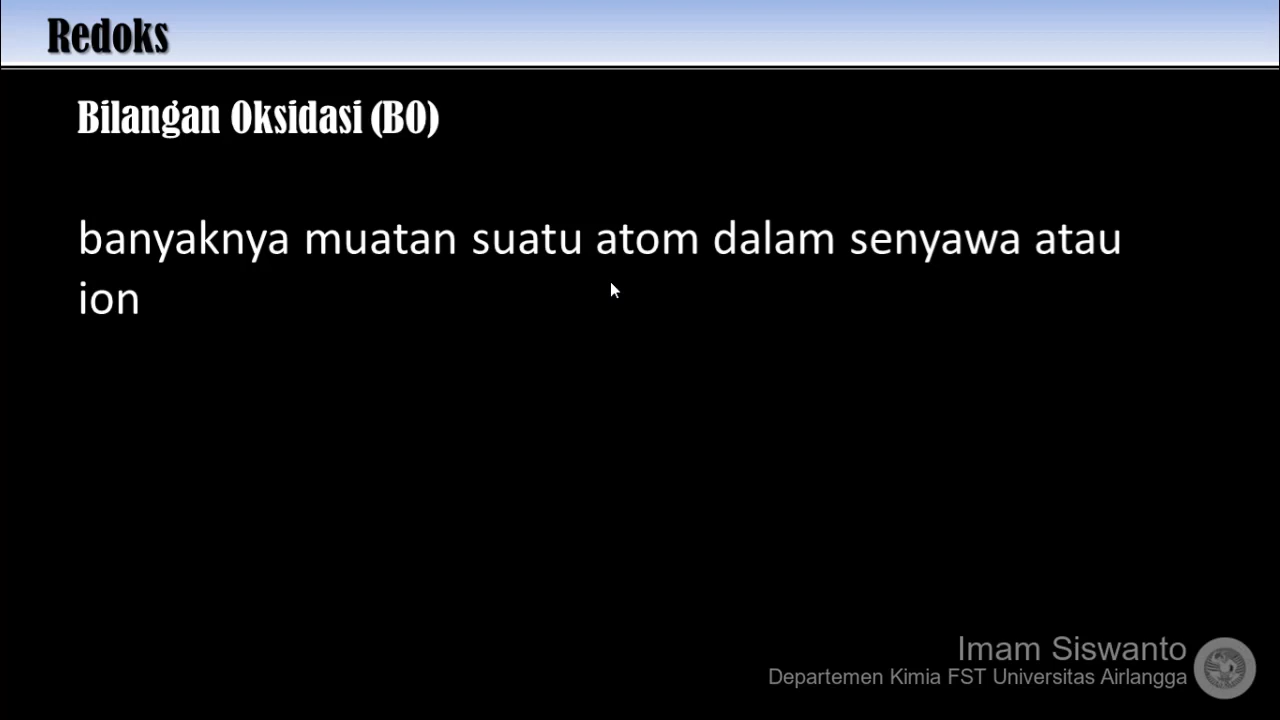 Redoks
Bilangan Oksidasi (BO)
banyaknya muatan suatu atom dalam senyawa atau
ion
Imam Siswanto
Departemen Kimia FST Universitas Airlangga